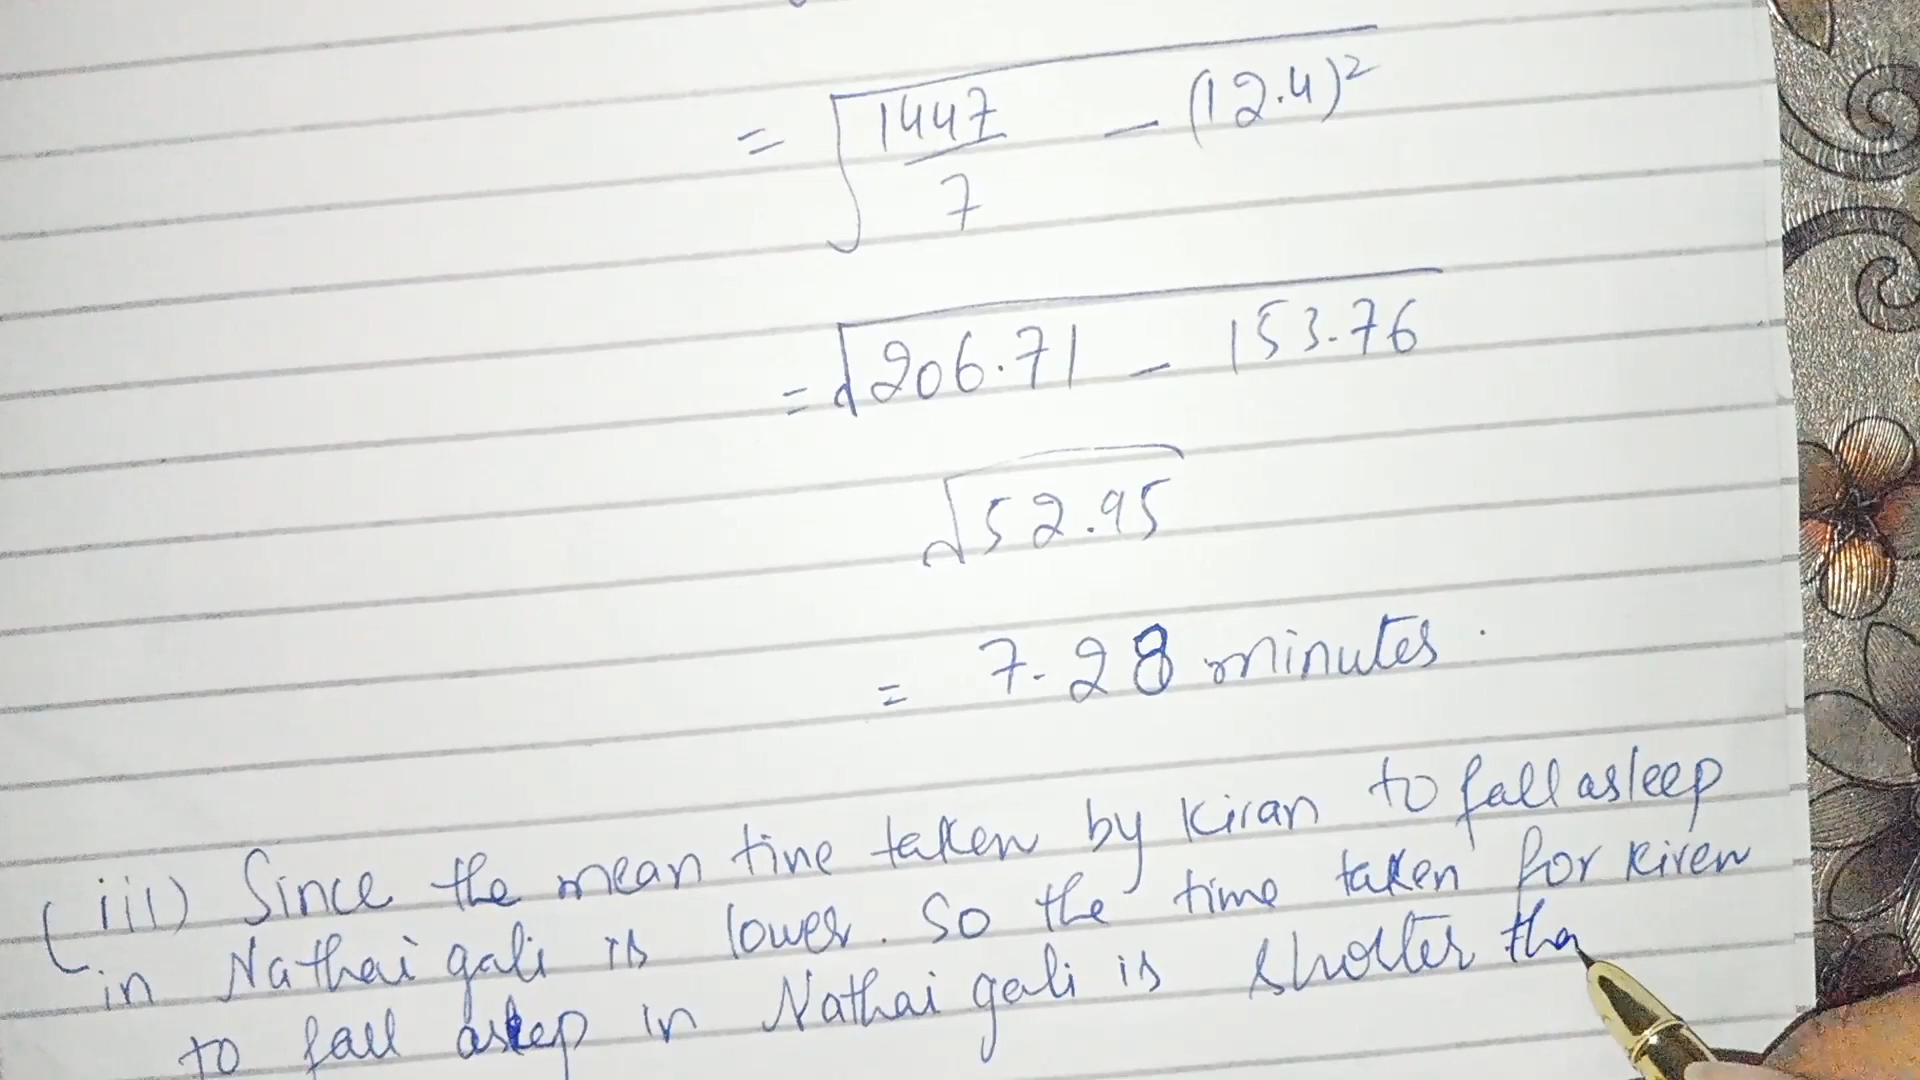 = √(1447/7 - (12.4)²)
= √(206.71 - 153.76)
√52.95
= 7.28 minutes.
(iii) Since the mean tine taken by Kiran to fall asleep
in Nathai gali is lower. So the time taken for Kiren
to fall asleep in Nathai gali is shorter tha